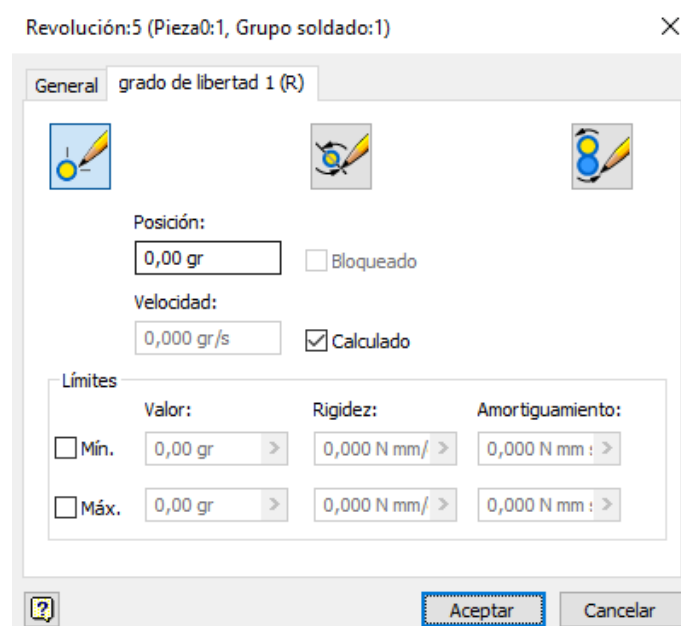 Revolución:5 (Pieza0:1, Grupo soldado:1)
General grado de libertad 1 (R)
Posición:
0,00 gr Bloqueado
Velocidad:
0,000 gr/s Calculado
Límites
Valor: Rigidez: Amortiguamiento:
Mín. 0,00 gr > 0,000 N mm/ > 0,000 N mm s >
Máx. 0,00 gr > 0,000 N mm/ > 0,000 N mm s >
? Aceptar Cancelar